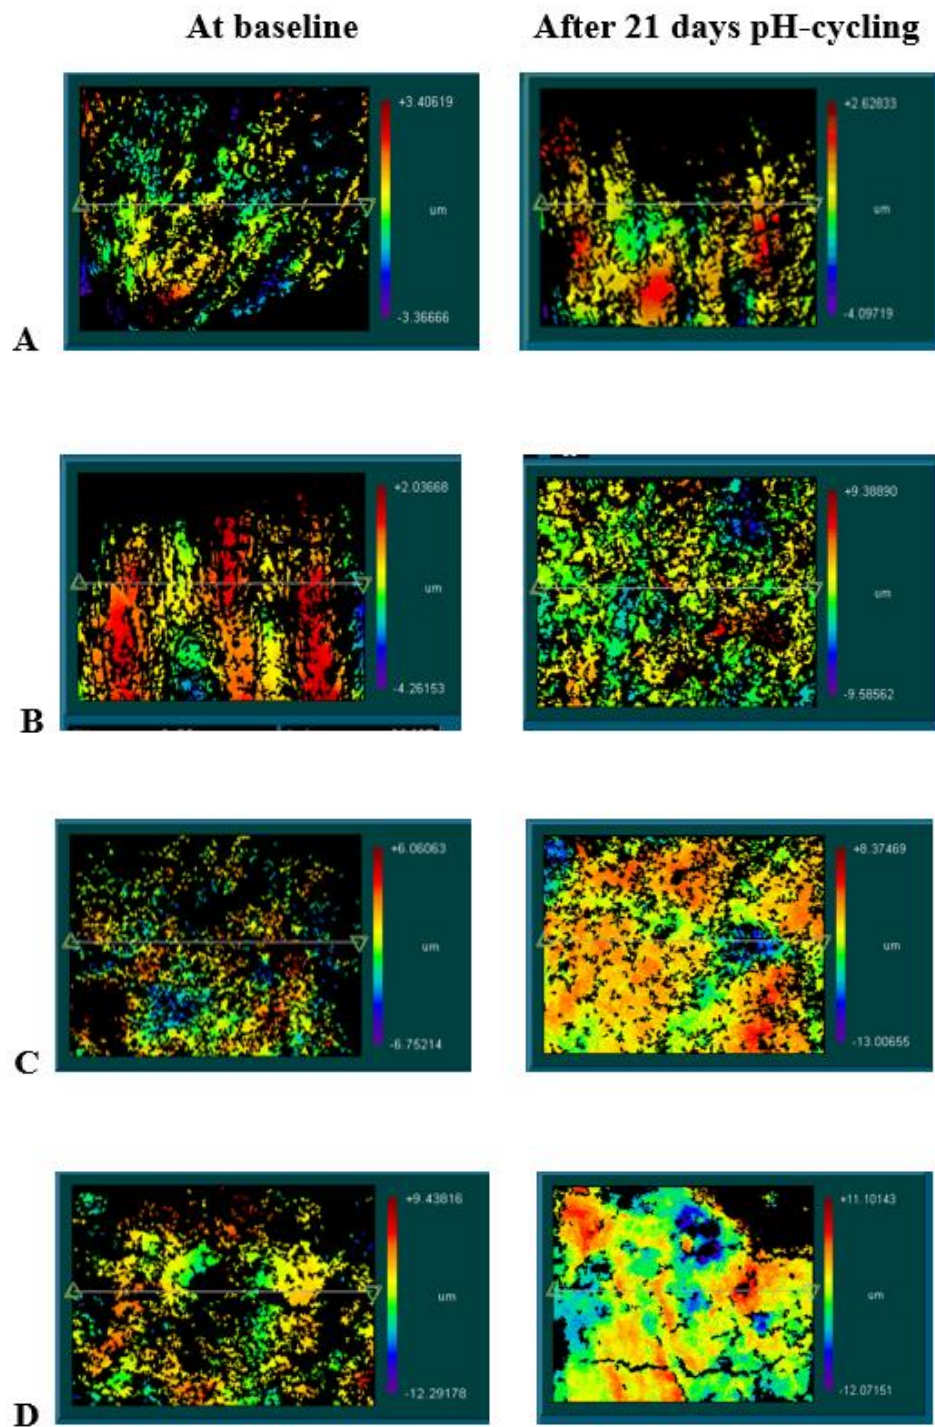 At baseline
After 21 days pH-cycling
+3.40619
um
-3.36666
+2.62833
um
-4.09719
A
+2.03668
um
-4.26153
+9.38890
um
-9.58562
B
+6.06063
um
-6.75214
+8.37469
um
-13.00655
C
+9.43816
um
-12.29178
+11.10143
um
-12.07151
D